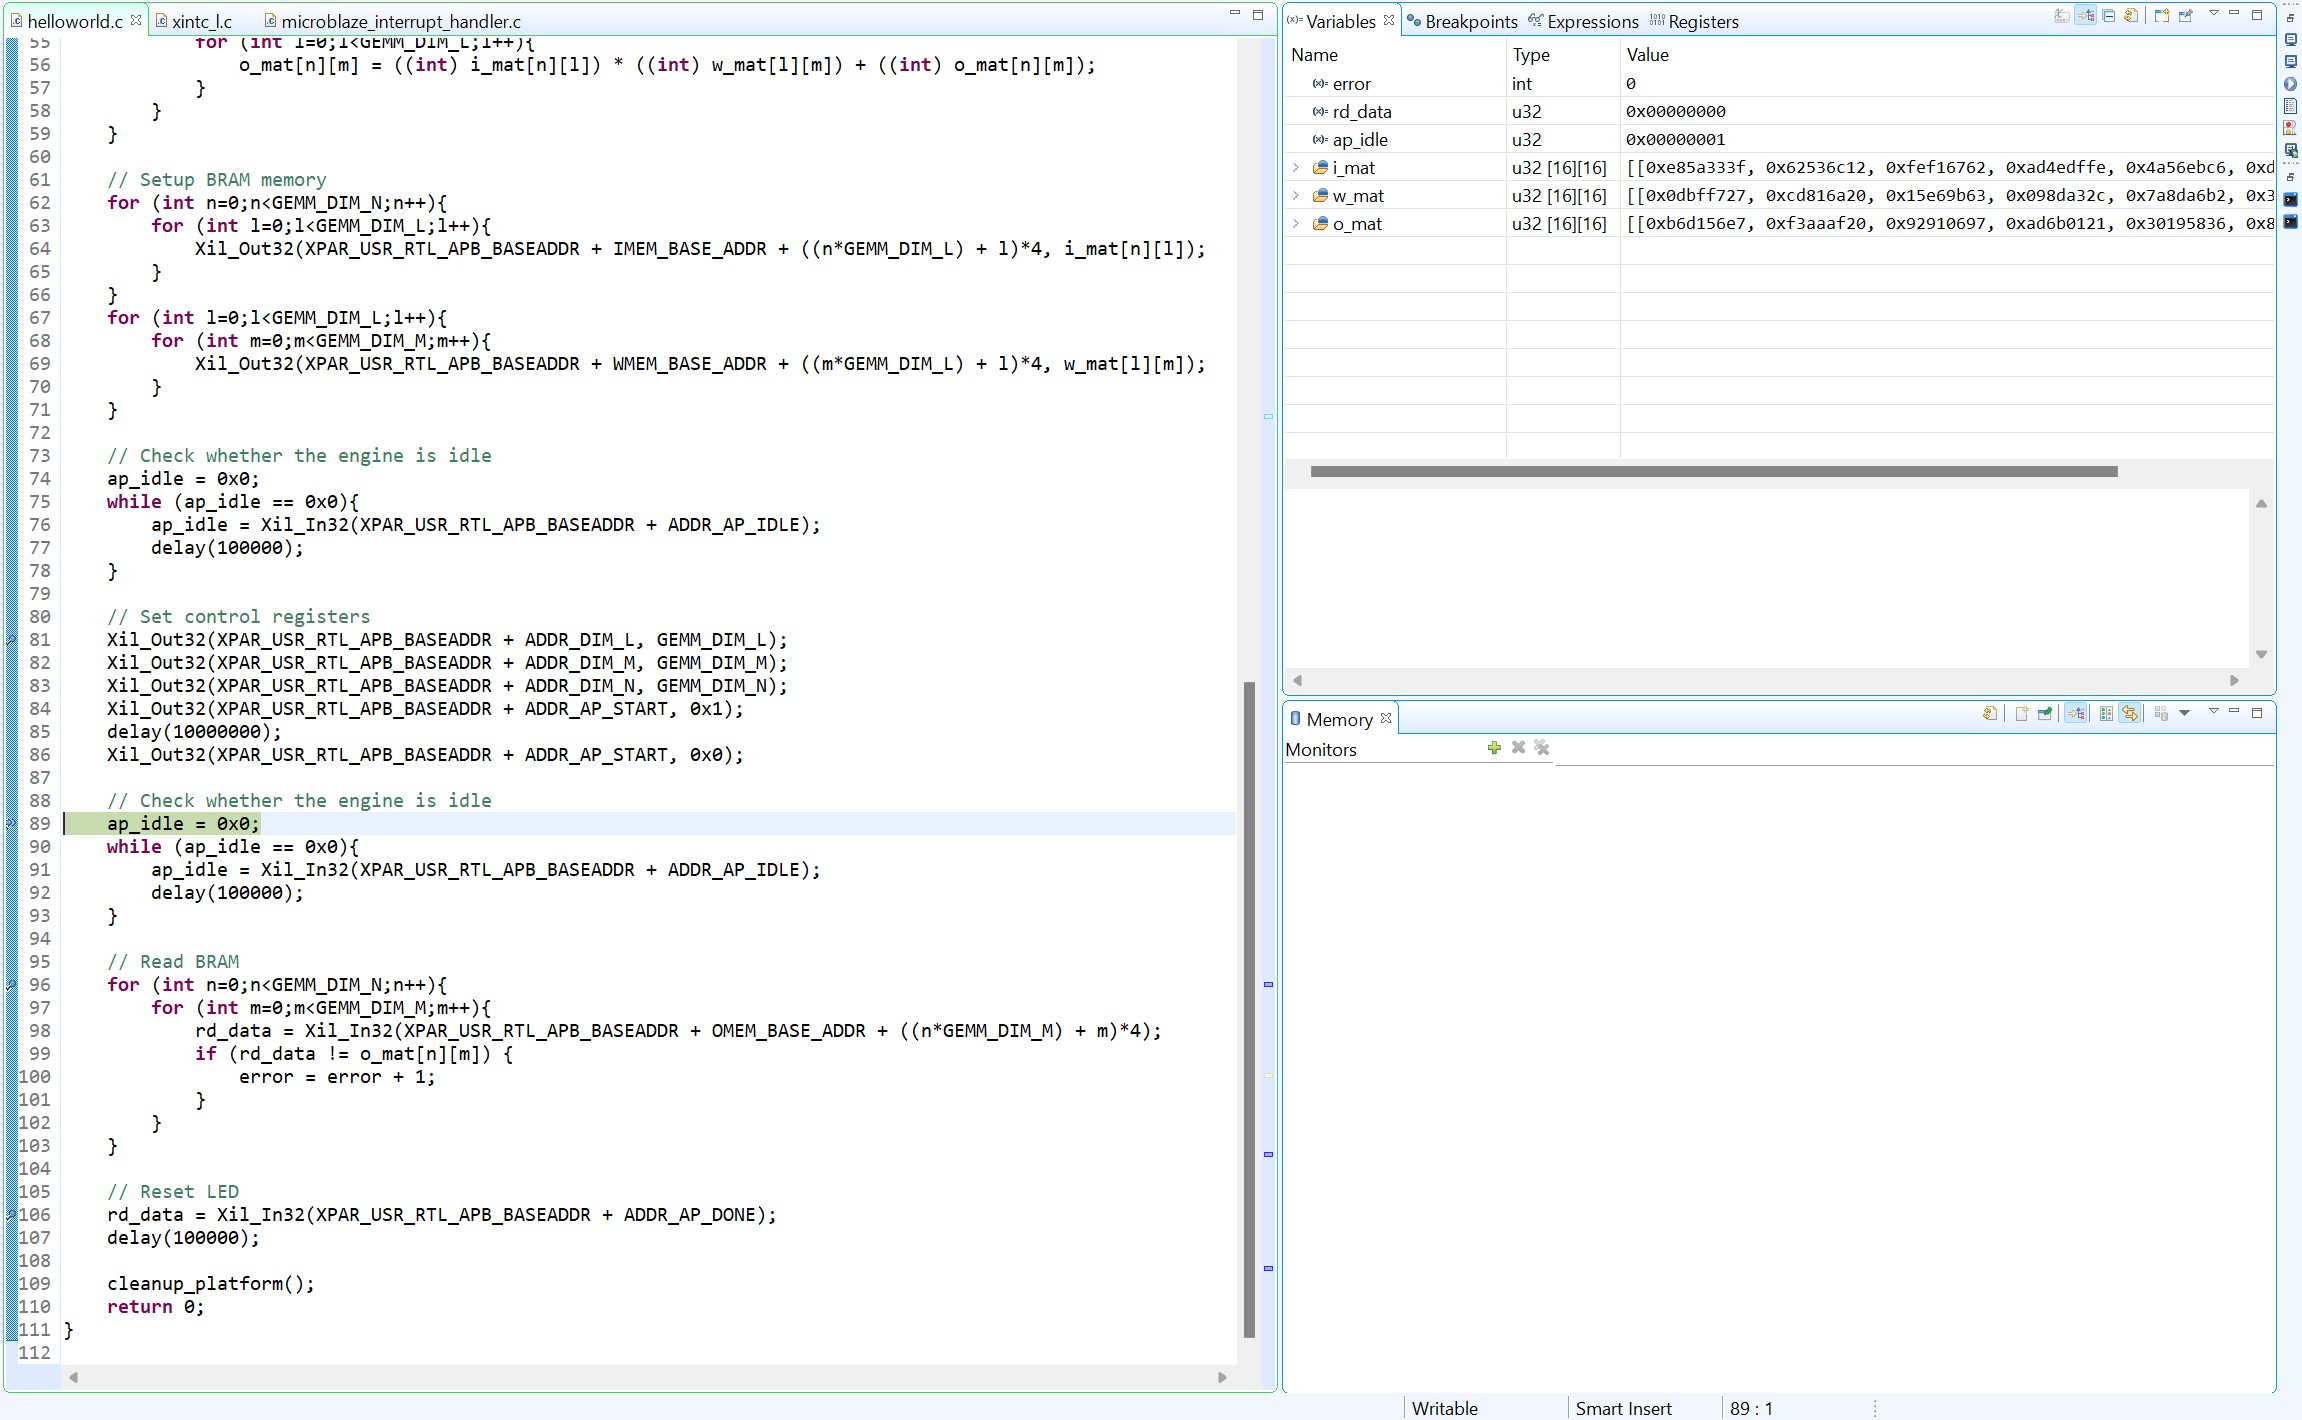 helloworld.c
xintc_l.c
microblaze_interrupt_handler.c
55 for (int l=0;l<GEMM_DIM_L;l++){
56 o_mat[n][m] = ((int) i_mat[n][l]) * ((int) w_mat[l][m]) + ((int) o_mat[n][m]);
57 }
58 }
59 }
60
61 // Setup BRAM memory
62 for (int n=0;n<GEMM_DIM_N;n++){
63 for (int l=0;l<GEMM_DIM_L;l++){
64 Xil_Out32(XPAR_USR_RTL_APB_BASEADDR + IMEM_BASE_ADDR + ((n*GEMM_DIM_L) + l)*4, i_mat[n][l]);
65 }
66 }
67 for (int l=0;l<GEMM_DIM_L;l++){
68 for (int m=0;m<GEMM_DIM_M;m++){
69 Xil_Out32(XPAR_USR_RTL_APB_BASEADDR + WMEM_BASE_ADDR + ((m*GEMM_DIM_L) + l)*4, w_mat[l][m]);
70 }
71 }
72
73 // Check whether the engine is idle
74 ap_idle = 0x0;
75 while (ap_idle == 0x0){
76 ap_idle = Xil_In32(XPAR_USR_RTL_APB_BASEADDR + ADDR_AP_IDLE);
77 delay(100000);
78 }
79
80 // Set control registers
81 Xil_Out32(XPAR_USR_RTL_APB_BASEADDR + ADDR_DIM_L, GEMM_DIM_L);
82 Xil_Out32(XPAR_USR_RTL_APB_BASEADDR + ADDR_DIM_M, GEMM_DIM_M);
83 Xil_Out32(XPAR_USR_RTL_APB_BASEADDR + ADDR_DIM_N, GEMM_DIM_N);
84 Xil_Out32(XPAR_USR_RTL_APB_BASEADDR + ADDR_AP_START, 0x1);
85 delay(10000000);
86 Xil_Out32(XPAR_USR_RTL_APB_BASEADDR + ADDR_AP_START, 0x0);
87
88 // Check whether the engine is idle
89 ap_idle = 0x0;
90 while (ap_idle == 0x0){
91 ap_idle = Xil_In32(XPAR_USR_RTL_APB_BASEADDR + ADDR_AP_IDLE);
92 delay(100000);
93 }
94
95 // Read BRAM
96 for (int n=0;n<GEMM_DIM_N;n++){
97 for (int m=0;m<GEMM_DIM_M;m++){
98 rd_data = Xil_In32(XPAR_USR_RTL_APB_BASEADDR + OMEM_BASE_ADDR + ((n*GEMM_DIM_M) + m)*4);
99 if (rd_data != o_mat[n][m]) {
100 error = error + 1;
101 }
102 }
103 }
104
105 // Reset LED
106 rd_data = Xil_In32(XPAR_USR_RTL_APB_BASEADDR + ADDR_AP_DONE);
107 delay(100000);
108
109 cleanup_platform();
110 return 0;
111 }
112
(x)= Variables
Breakpoints
Expressions
1010 0101 Registers
Name Type Value
(x)= error int 0
(x)= rd_data u32 0x00000000
(x)= ap_idle u32 0x00000001
i_mat u32 [16][16] [[0xe85a333f, 0x62536c12, 0xfef16762, 0xad4edffe, 0x4a56ebc6, 0xd
w_mat u32 [16][16] [[0x0dbff727, 0xcd816a20, 0x15e69b63, 0x098da32c, 0x7a8da6b2, 0x3
o_mat u32 [16][16] [[0xb6d156e7, 0xf3aaaf20, 0x92910697, 0xad6b0121, 0x30195836, 0x8
Memory
Monitors
Writable
Smart Insert
89 : 1